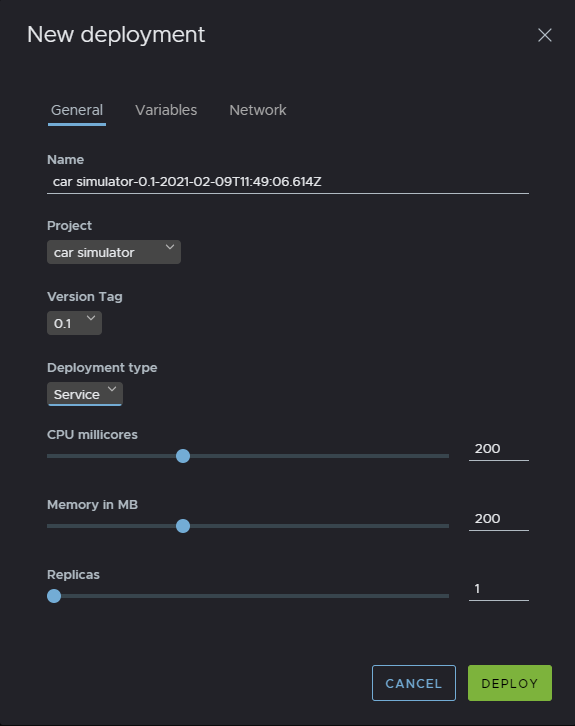 New deployment
General Variables Network
Name
car simulator-0.1-2021-02-09T11:49:06.614Z
Project
car simulator
Version Tag
0.1
Deployment type
Service
CPU millicores
200
Memory in MB
200
Replicas
1
CANCEL DEPLOY